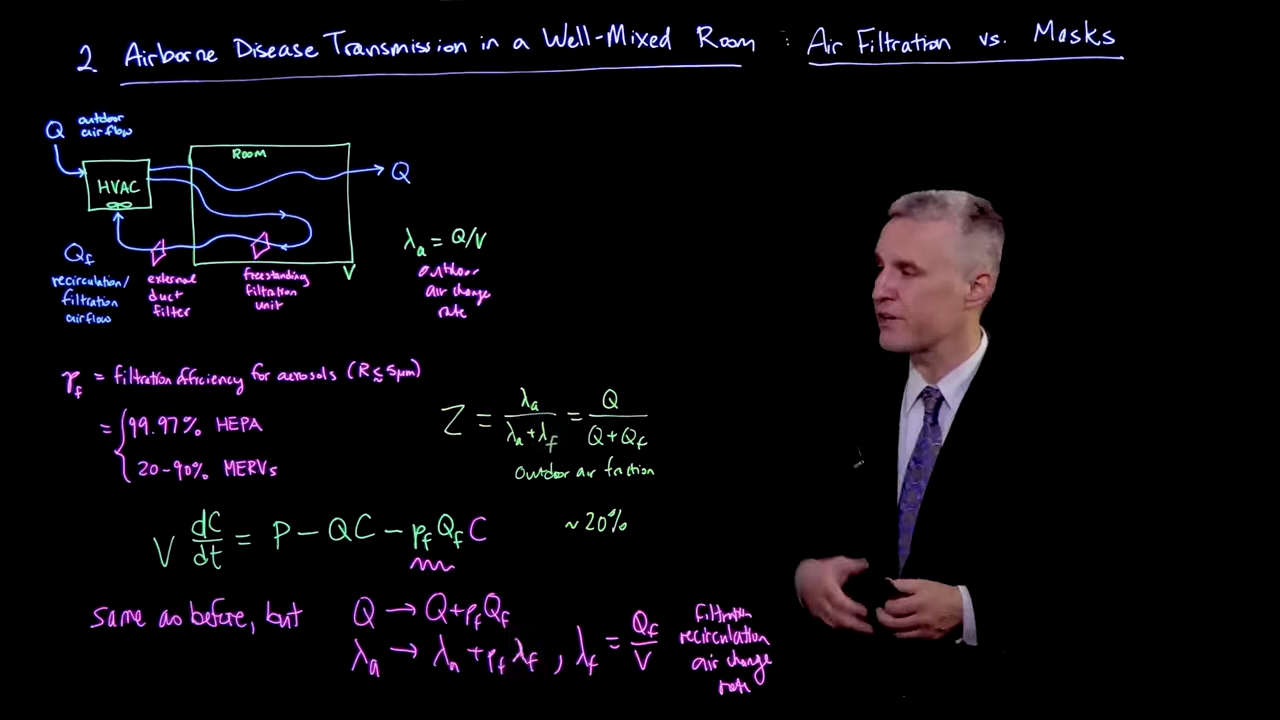 2 Airborne Disease Transmission in a Well-Mixed Room : Air Filtration vs. Masks
Q outdoor
airflow
HVAC
ROOM
Q
V
Qf
recirculation/
filtration
airflow
external
duct
filter
freestanding
filtration
unit
λa = Q/V
outdoor
air change
rate
pf = filtration efficiency for aerosols (R ≲ 5μm)
= { 99.97% HEPA
20-90% MERVs
Z = λa / (λa + λf) = Q / (Q + Qf)
Outdoor air fraction
~20%
V dC/dt = P - QC - pf Qf C
same as before, but Q → Q + pf Qf
λa → λa + pf λf , λf = Qf / V
filtration
recirculation
air change
rate